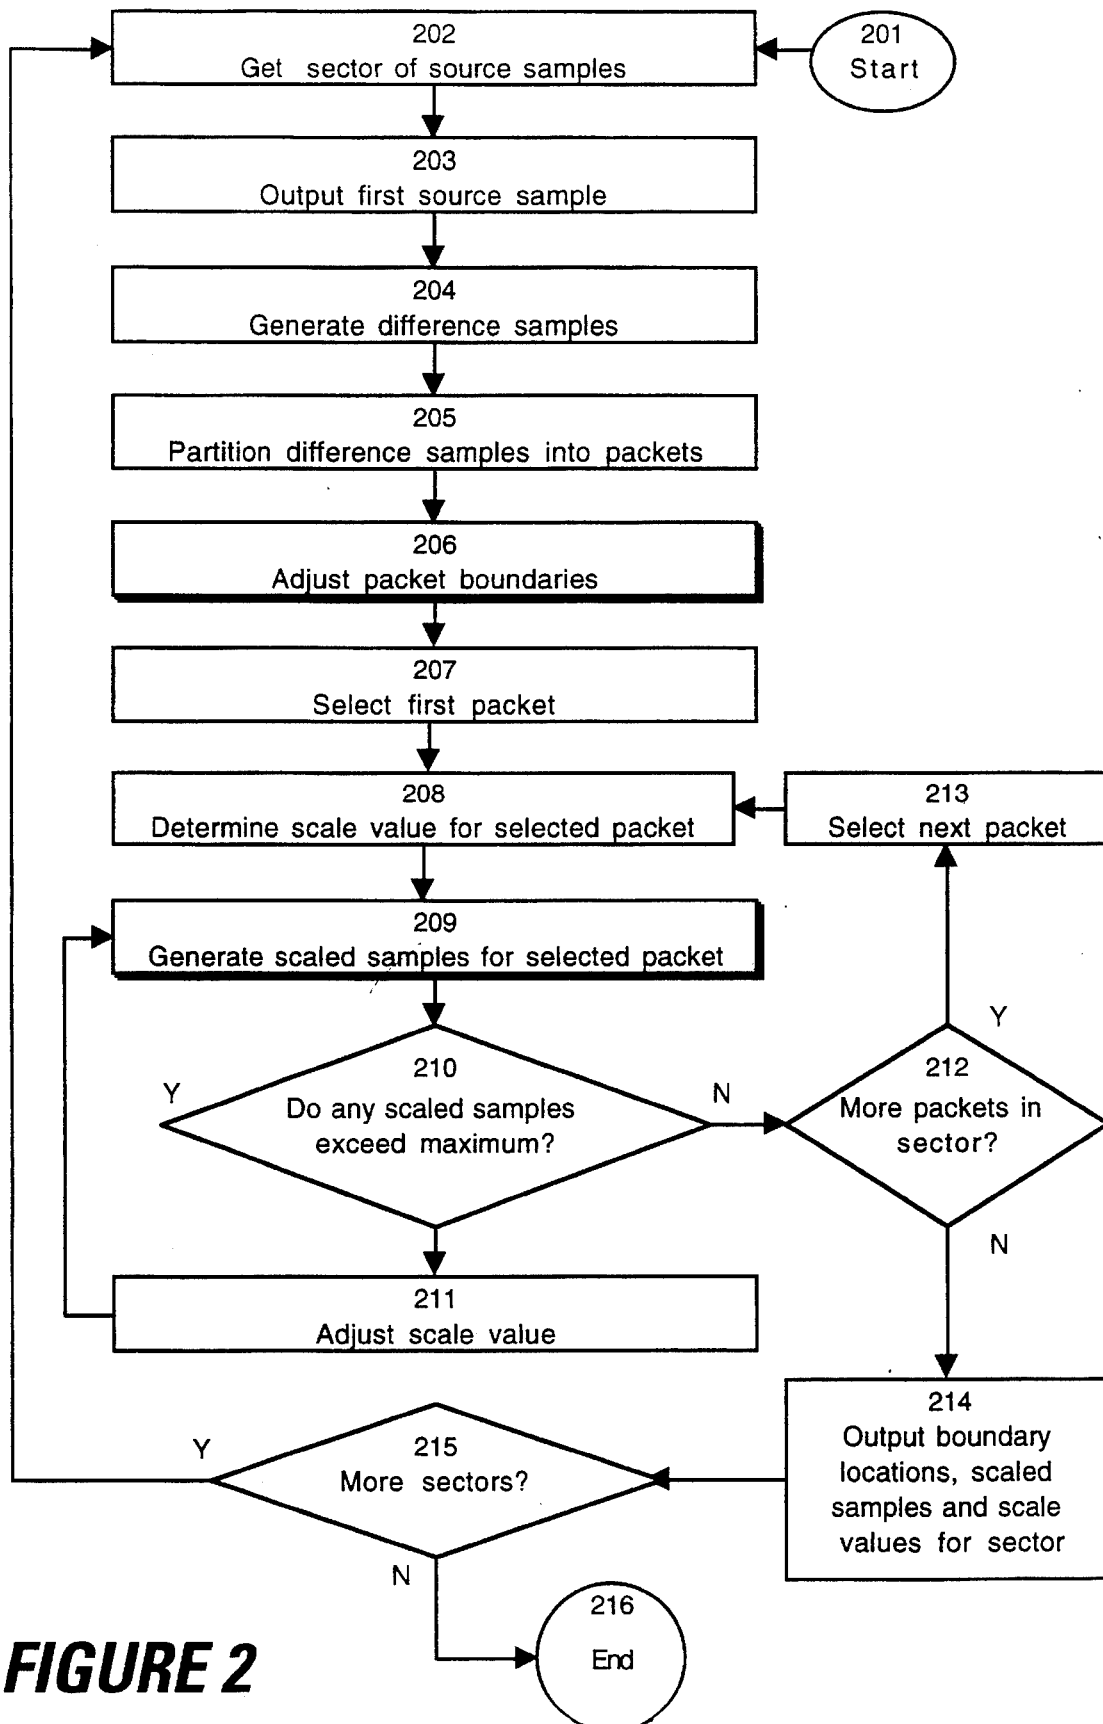 202
Get sector of source samples
201
Start
203
Output first source sample
204
Generate difference samples
205
Partition difference samples into packets
206
Adjust packet boundaries
207
Select first packet
208
Determine scale value for selected packet
213
Select next packet
209
Generate scaled samples for selected packet
210
Do any scaled samples
exceed maximum?
Y
N
212
More packets in
sector?
Y
N
211
Adjust scale value
214
Output boundary
locations, scaled
samples and scale
values for sector
215
More sectors?
Y
N
216
End
FIGURE 2